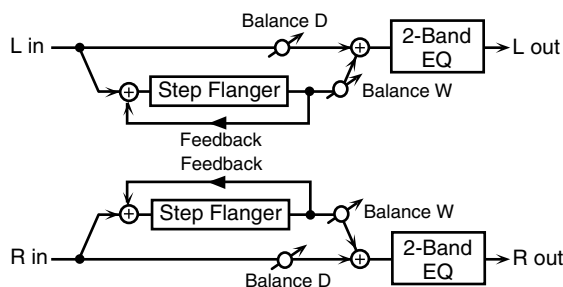 Balance D
L in
2-Band
EQ
L out
Step Flanger
Balance W
Feedback
Feedback
Step Flanger
Balance W
R in
2-Band
EQ
R out
Balance D